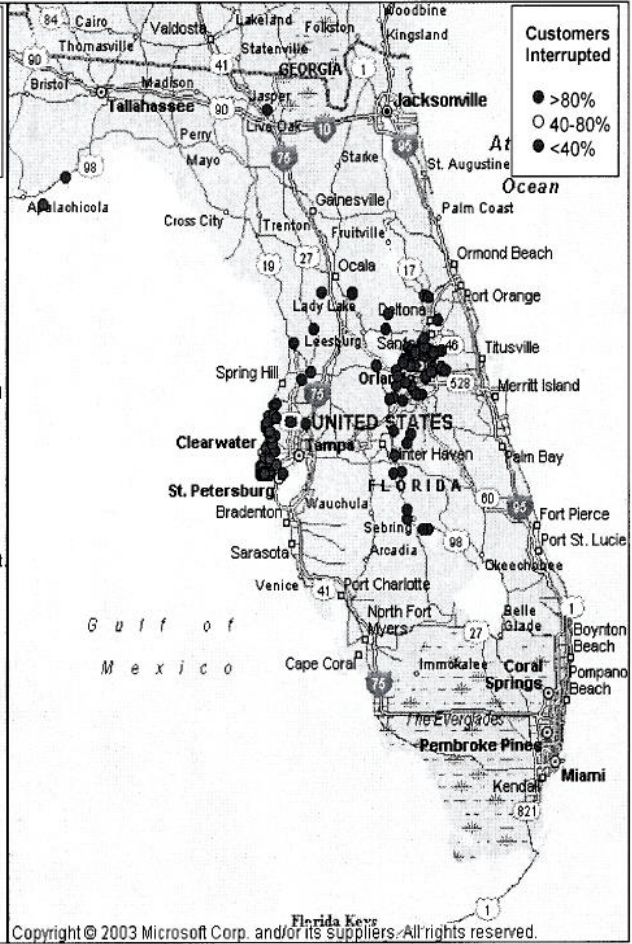 Woodbine
84 Cairo
Valdosta
Lakeland
Folkston
Kingsland
Thomasville
Statenville
90
41
GEORGIA
1
Bristol
Madison
Tallahassee
90
Jasper
Jacksonville
Live Oak
10
Perry
75
95
Mayo
Starke
St. Augustine
At
Ocean
98
Apalachicola
Gainesville
Palm Coast
Cross City
Trenton
Fruitville
19
27
Ocala
17
Ormond Beach
Lady Lake
Deltona
Port Orange
Leesburg
46
Titusville
Spring Hill
75
528
Merritt Island
UNITED STATES
Clearwater
Tampa
Winter Haven
Palm Bay
St. Petersburg
FLORIDA
60
95
Bradenton
Wauchula
Fort Pierce
Sebring
98
Port St. Lucie
Sarasota
Arcadia
Okeechobee
Venice
41
Port Charlotte
North Fort
Myers
Belle
Glade
1
Gulf of
Mexico
27
Boynton
Beach
Cape Coral
Immokalee
Coral
Springs
Pompano
Beach
75
The Everglades
Pembroke Pines
Miami
Kendall
821
Florida Keys
1
Copyright © 2003 Microsoft Corp. and/or its suppliers. All rights reserved.
Customers
Interrupted
>80%
40-80%
<40%